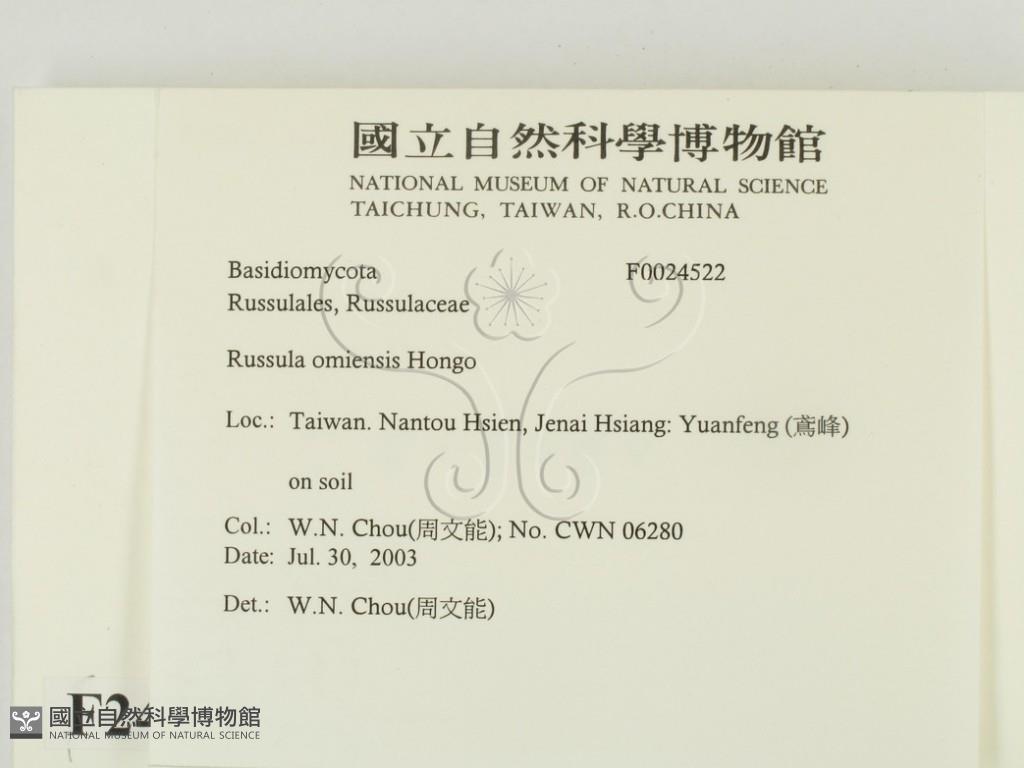 國立自然科學博物館
NATIONAL MUSEUM OF NATURAL SCIENCE
TAICHUNG, TAIWAN, R.O.CHINA
Basidiomycota F0024522
Russulales, Russulaceae
Russula omiensis Hongo
Loc.: Taiwan. Nantou Hsien, Jenai Hsiang: Yuanfeng (鳶峰)
on soil
Col.: W.N. Chou(周文能); No. CWN 06280
Date: Jul. 30, 2003
Det.: W.N. Chou(周文能)
國立自然科學博物館
NATIONAL MUSEUM OF NATURAL SCIENCE